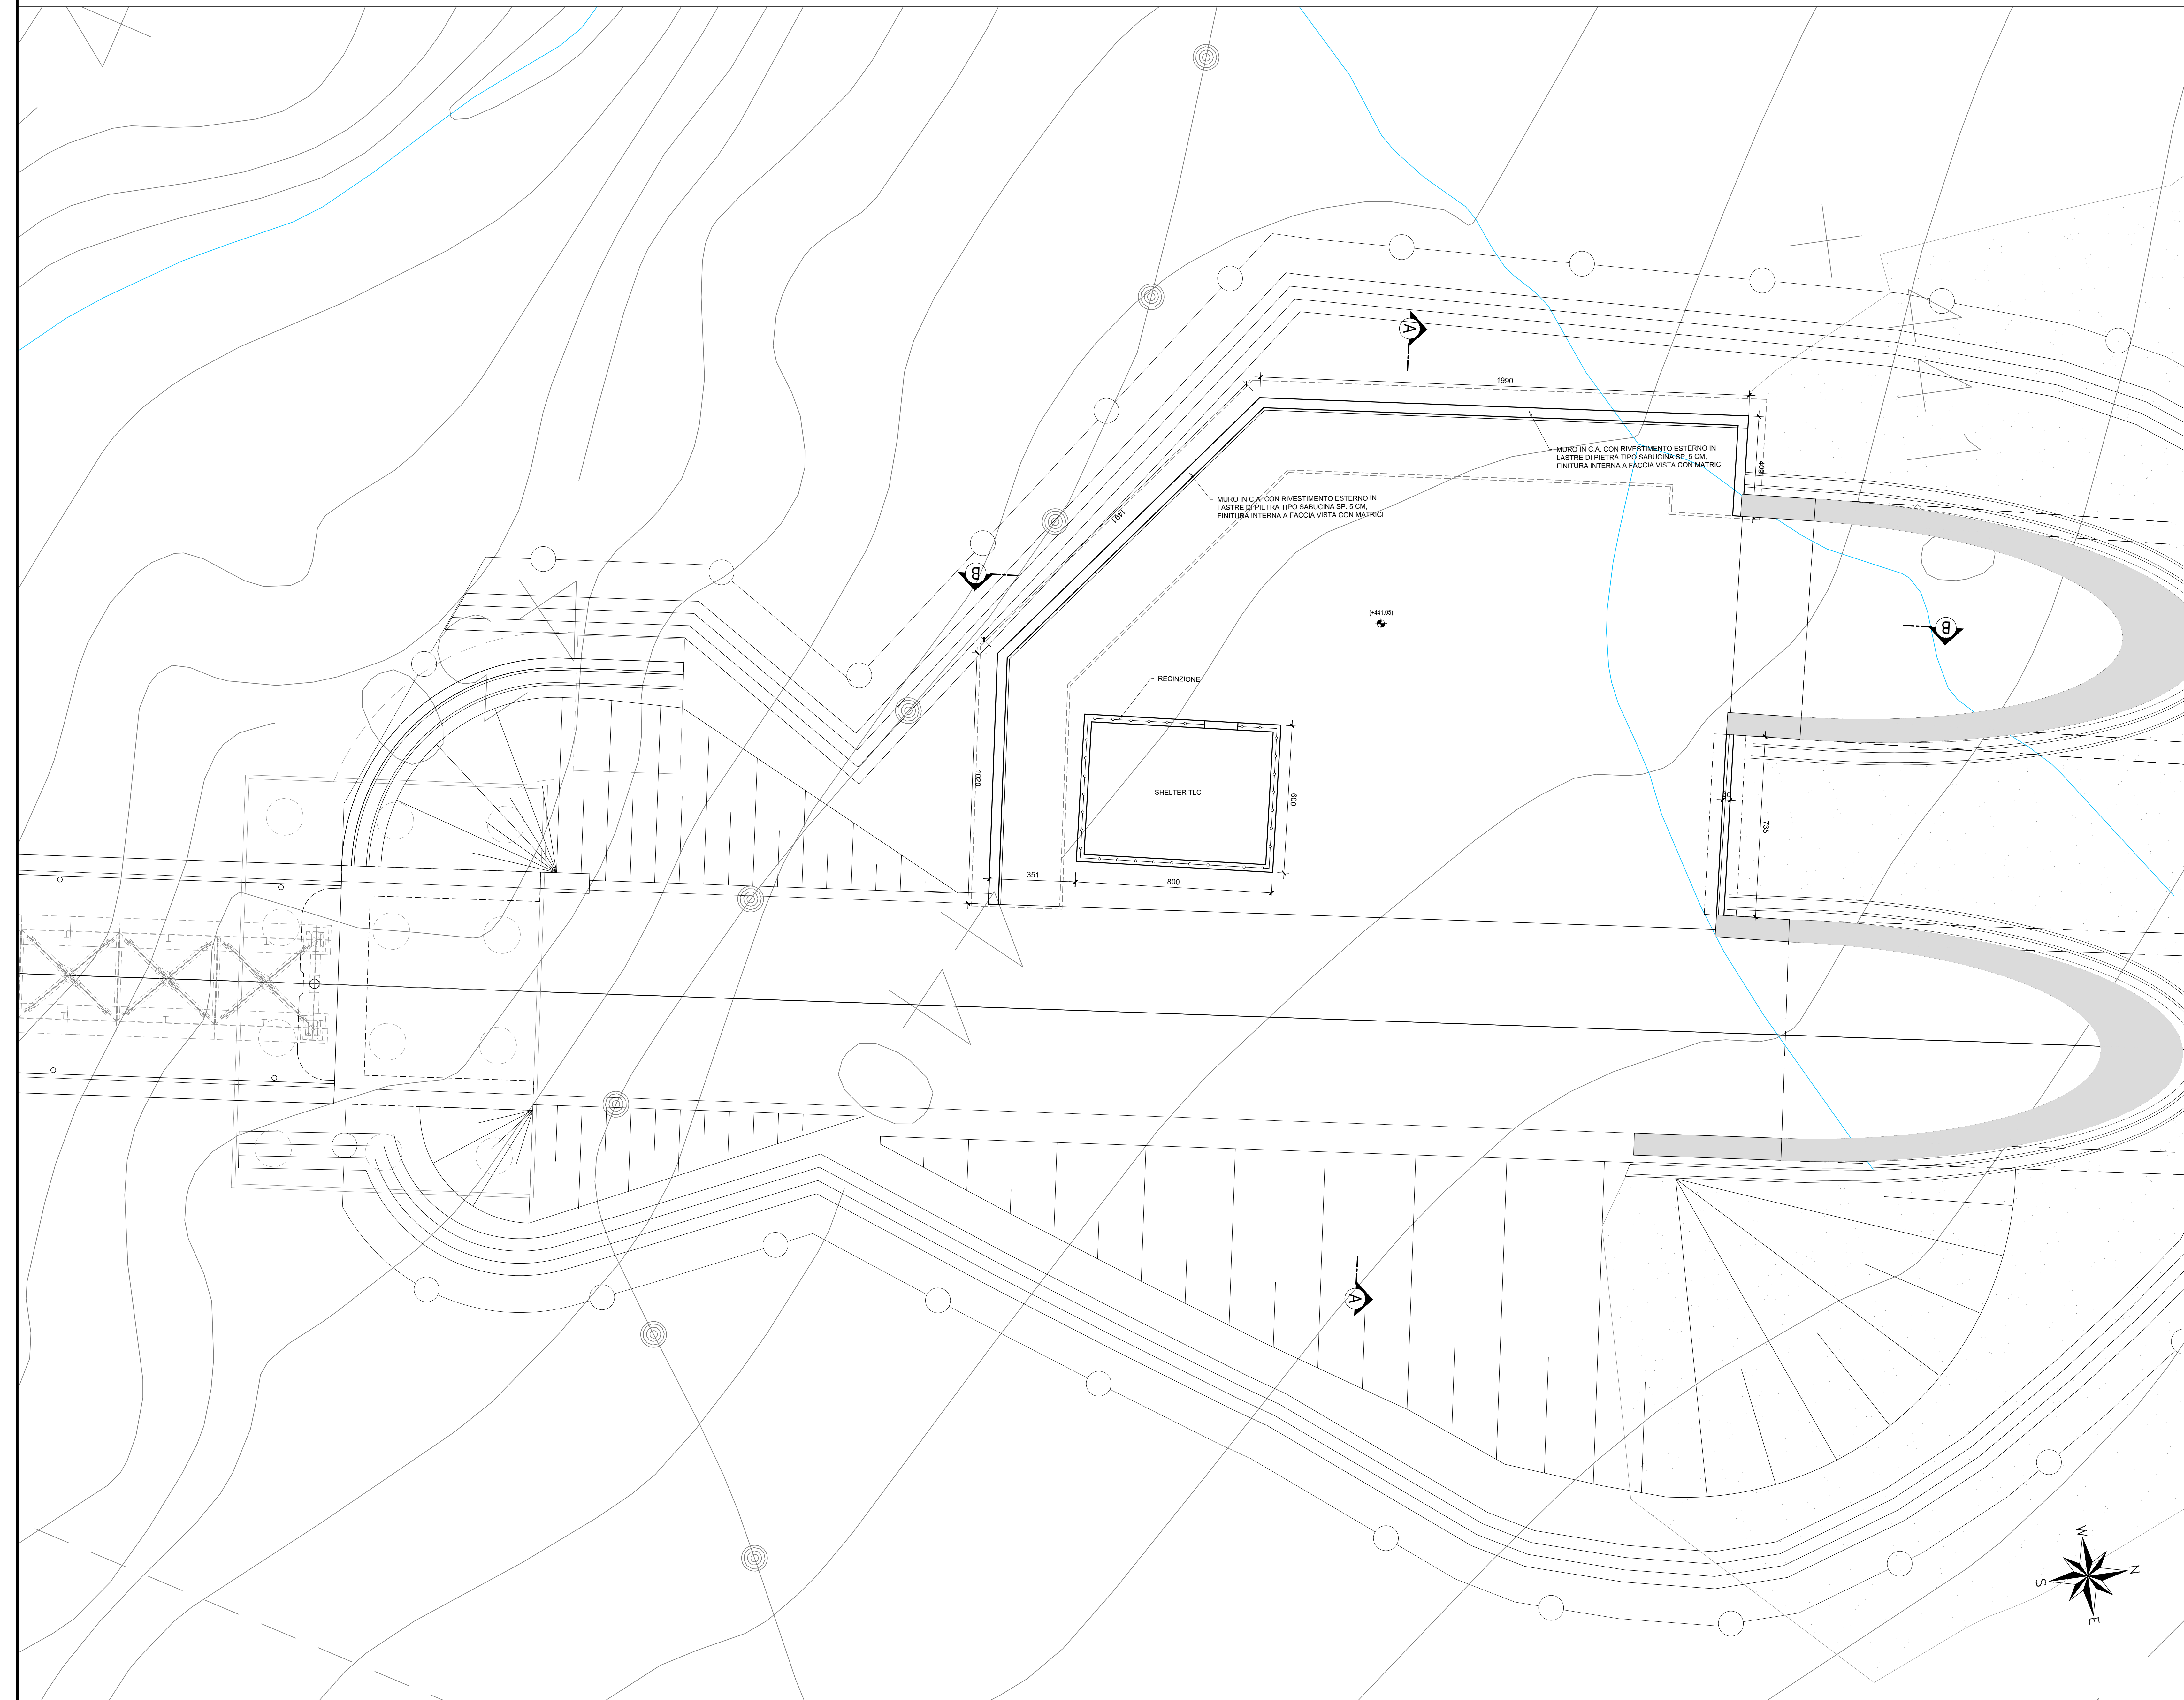 A
1990
MURO IN C.A. CON RIVESTIMENTO ESTERNO IN
LASTRE DI PIETRA TIPO SABUCINA SP. 5 CM,
FINITURA INTERNA A FACCIA VISTA CON MATRICI
409
MURO IN C.A. CON RIVESTIMENTO ESTERNO IN
LASTRE DI PIETRA TIPO SABUCINA SP. 5 CM,
FINITURA INTERNA A FACCIA VISTA CON MATRICI
1491
B
(+441.05)
B
RECINZIONE
1020
SHELTER TLC
600
30
735
351
800
A
W
N
S
E